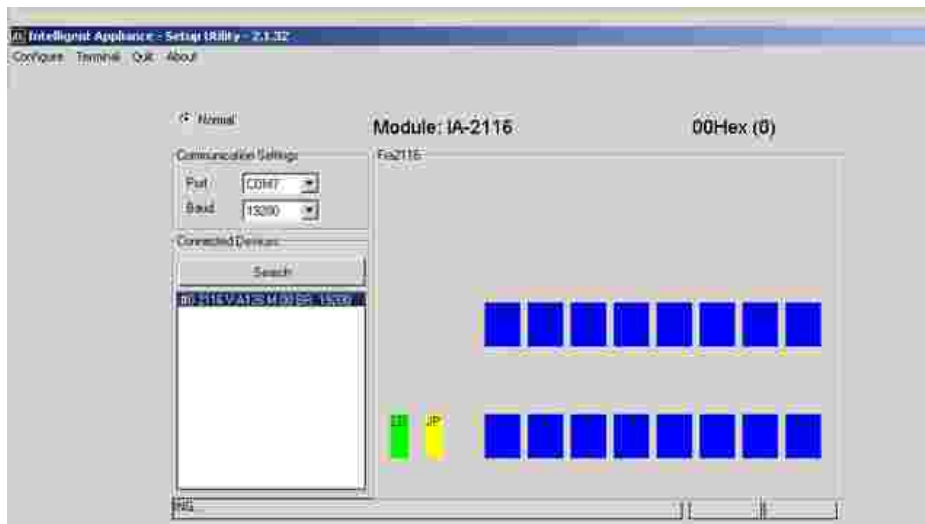 Intelligent Appliance - Setup Utility - 2.1.32
Configure Terminal Quit About
Normal
Module: IA-2116
00Hex (0)
Communication Settings
Port COM7
Baud 19200
Connected Devices
Search
JP